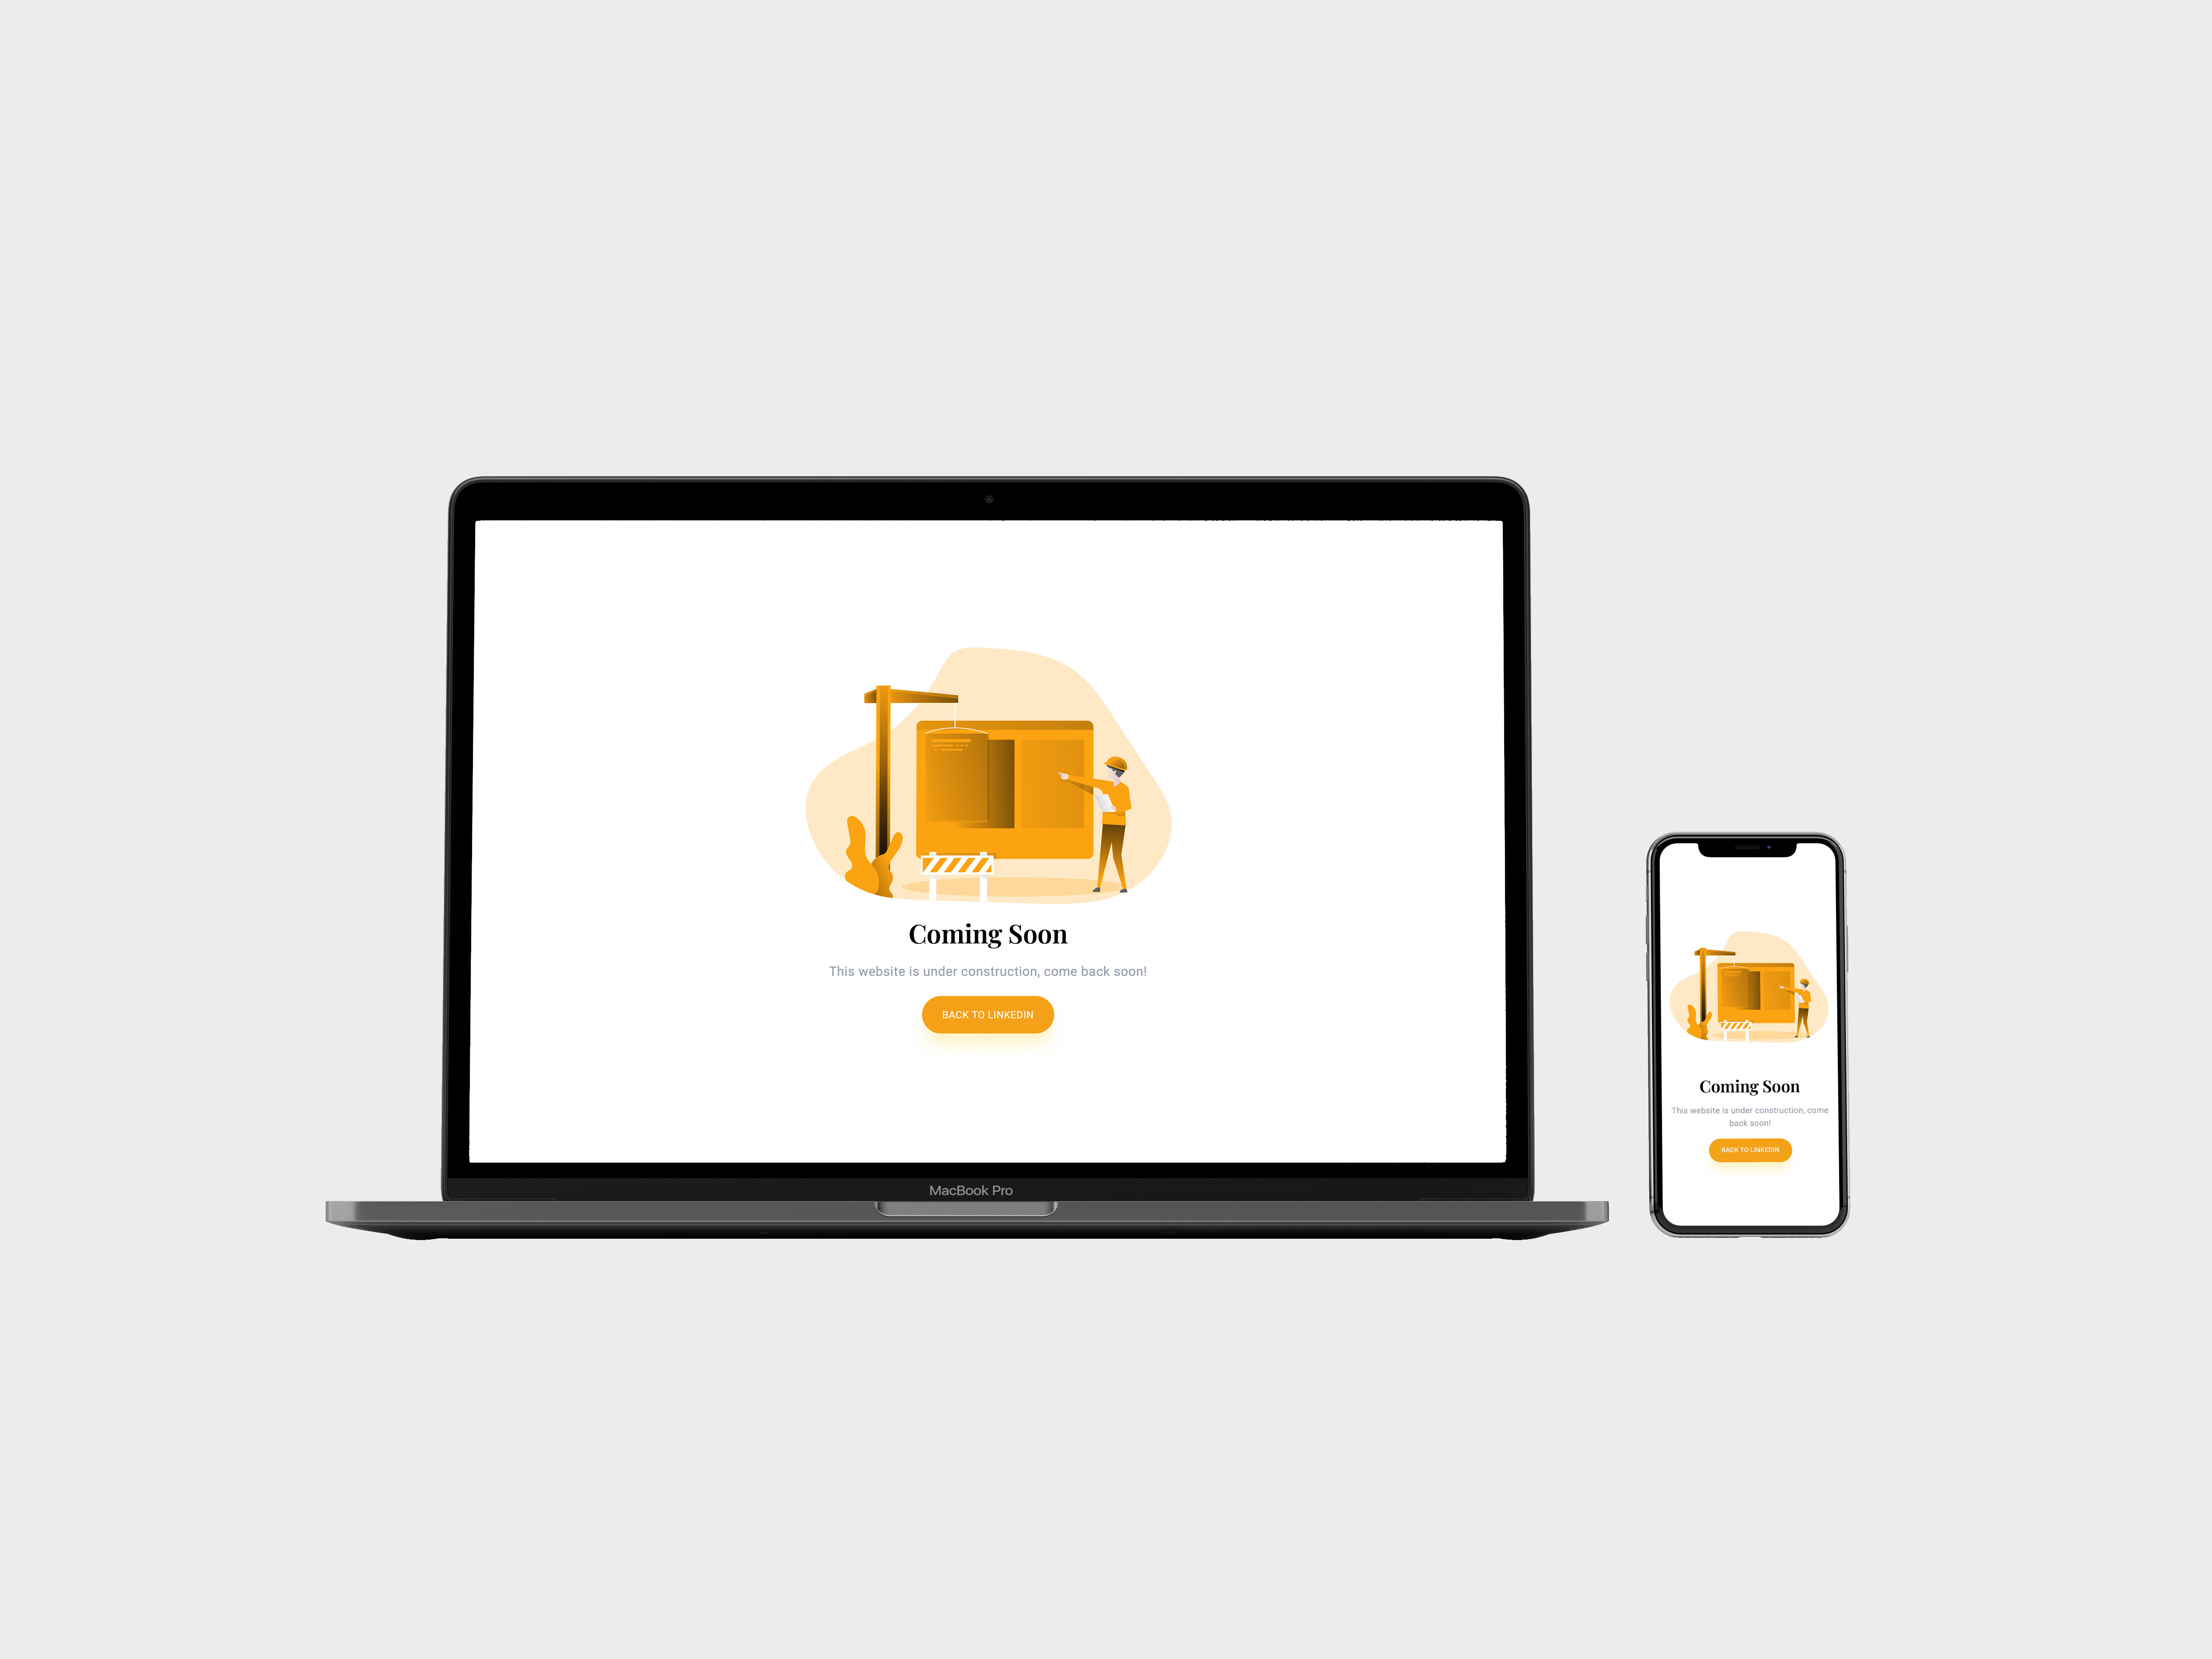 Coming Soon
This website is under construction, come back soon!
BACK TO LINKEDIN
MacBook Pro
Coming Soon
This website is under construction, come
back soon!
BACK TO LINKEDIN